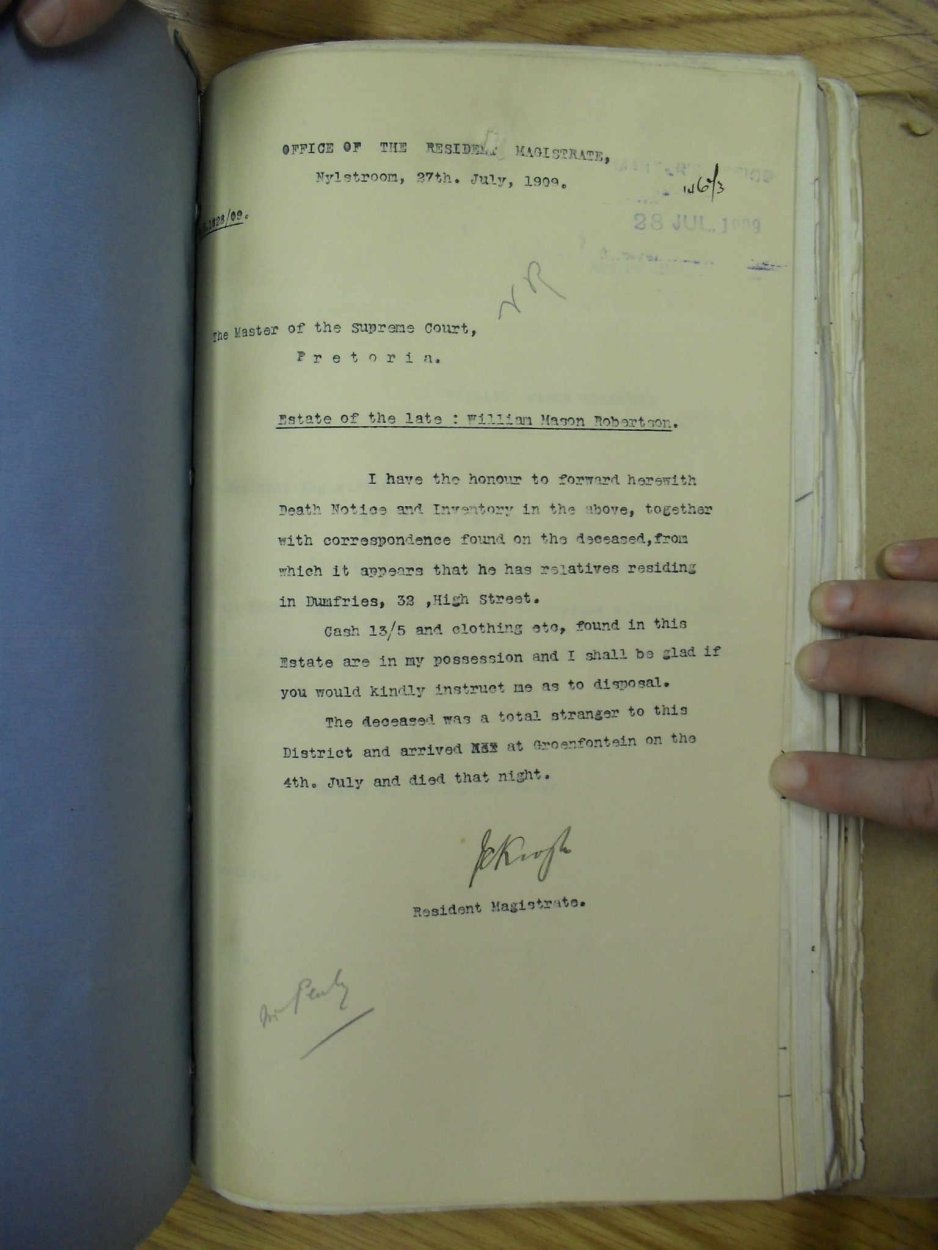 OFFICE OF THE RESIDENT MAGISTRATE,
Nylstroom, 27th. July, 1909.
28 JUL. 1909
N R
The Master of the Supreme Court,
P r e t o r i a.
Estate of the late : William Mason Robertson.
I have the honour to forward herewith
Death Notice and Inventory in the above, together
with correspondence found on the deceased,from
which it appears that he has relatives residing
in Dumfries, 32 ,High Street.
Cash 13/5 and clothing etc, found in this
Estate are in my possession and I shall be glad if
you would kindly instruct me as to disposal.
The deceased was a total stranger to this
District and arrived at Groenfontein on the
4th. July and died that night.
Resident Magistrate.